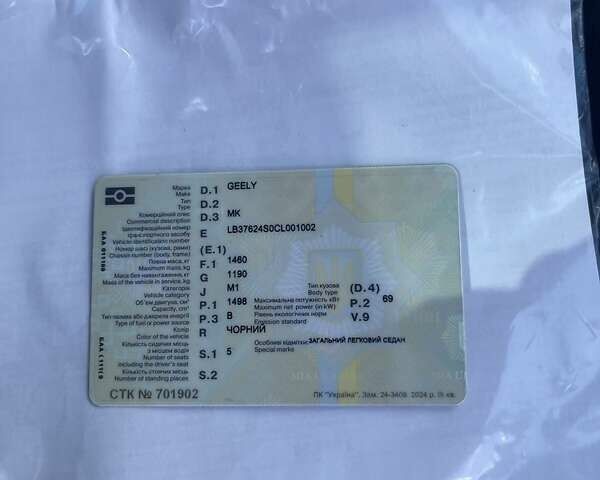 Марка D.1 GEELY
Make
Тип D.2
Type
Комерційний опис D.3 MK
Commercial description
Ідентифікаційний номер E LB37624S0CL001002
транспортного засобу
Vehicle identification number
Номер шасі (кузова, рами) (E.1)
Chassis number (body, frame)
Повна маса, кг F.1 1460
Maximum mass, kg
Маса без навантаження, кг G 1190
Mass of the vehicle in service, kg
Категорія J M1 Тип кузова (D.4)
Vehicle category Body type
Об'єм двигуна, см³ P.1 1498 Максимальна потужність кВт P.2 69
Capacity, cm³ Maximum net power (in kW)
Тип палива або джерела енергії P.3 B Рівень екологічних норм V.9
Type of fuel or power source Emission standard
Колір R ЧОРНИЙ
Color of the vehicle
Кількість сидячих місць S.1 5 Особливі відмітки ЗАГАЛЬНИЙ ЛЕГКОВИЙ СЕДАН
з місцем водія Special marks
Number of seats
including the driver's seat
Кількість стоячих місць S.2
Number of standing places
СТК № 701902 ПК "Україна". Зам. 24-3409. 2024 р. III кв.